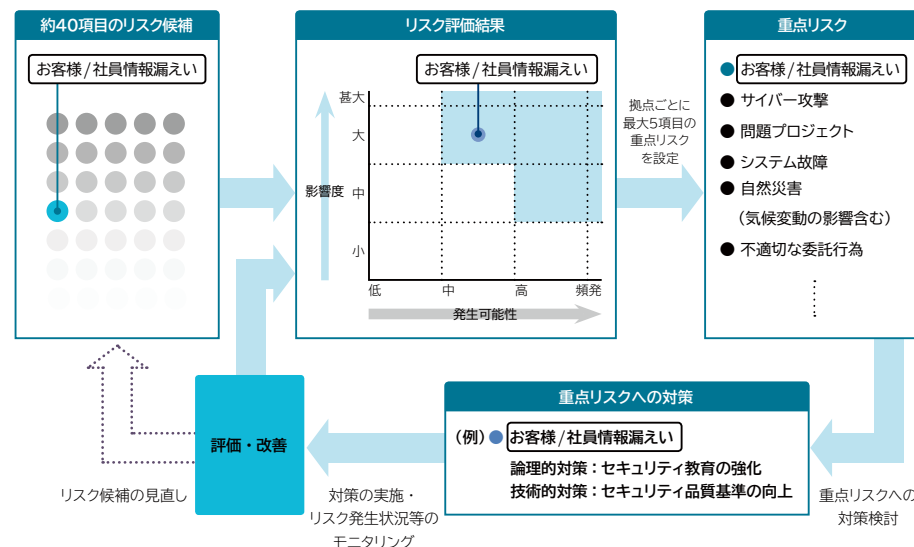 約40項目のリスク候補
お客様/社員情報漏えい
リスク評価結果
お客様/社員情報漏えい
影響度
甚大
大
中
小
低
中
高
頻発
発生可能性
拠点ごとに
最大5項目の
重点リスク
を設定
重点リスク
● お客様/社員情報漏えい
● サイバー攻撃
● 問題プロジェクト
● システム故障
● 自然災害
(気候変動の影響含む)
● 不適切な委託行為
重点リスクへの
対策検討
重点リスクへの対策
(例) ● お客様/社員情報漏えい
論理的対策：セキュリティ教育の強化
技術的対策：セキュリティ品質基準の向上
対策の実施・
リスク発生状況等の
モニタリング
評価・改善
リスク候補の見直し